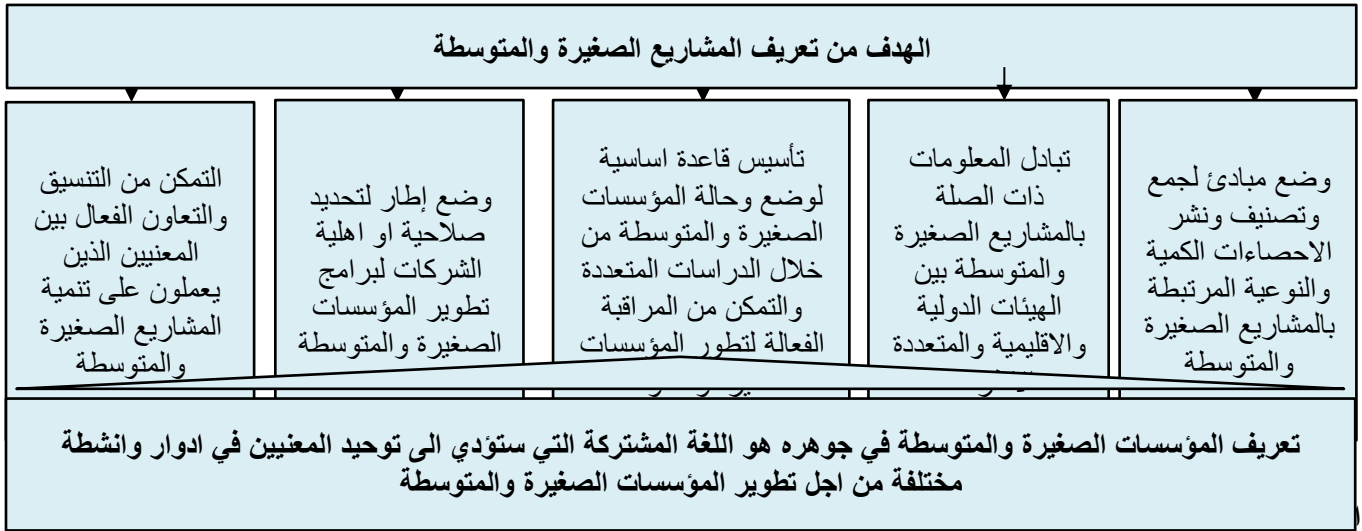 الهدف من تعريف المشاريع الصغيرة والمتوسطة
وضع مبادئ لجمع
وتصنيف ونشر
الاحصاءات الكمية
والنوعية المرتبطة
بالمشاريع الصغيرة
والمتوسطة
تبادل المعلومات
ذات الصلة
بالمشاريع الصغيرة
والمتوسطة بين
الهيئات الدولية
والاقليمية والمتعددة
تأسيس قاعدة اساسية
لوضع وحالة المؤسسات
الصغيرة والمتوسطة من
خلال الدراسات المتعددة
والتمكن من المراقبة
الفعالة لتطور المؤسسات
وضع إطار لتحديد
صلاحية او اهلية
الشركات لبرامج
تطوير المؤسسات
الصغيرة والمتوسطة
التمكن من التنسيق
والتعاون الفعال بين
المعنيين الذين
يعملون على تنمية
المشاريع الصغيرة
والمتوسطة
تعريف المؤسسات الصغيرة والمتوسطة في جوهره هو اللغة المشتركة التي ستؤدي الى توحيد المعنيين في ادوار وانشطة
مختلفة من اجل تطوير المؤسسات الصغيرة والمتوسطة